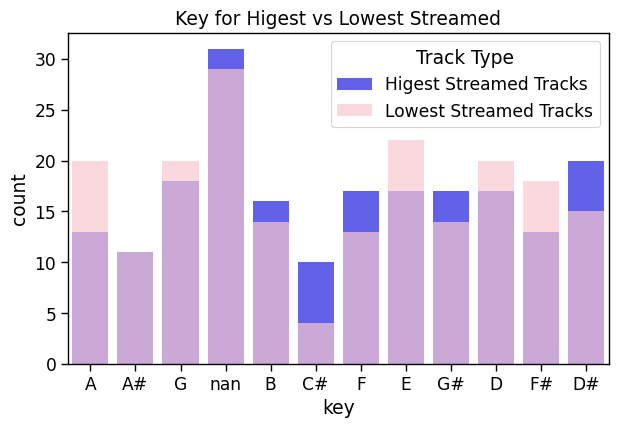 Key for Higest vs Lowest Streamed
Track Type
Higest Streamed Tracks
Lowest Streamed Tracks
count
30
25
20
15
10
5
0
A A# G nan B C# F E G# D F# D#
key